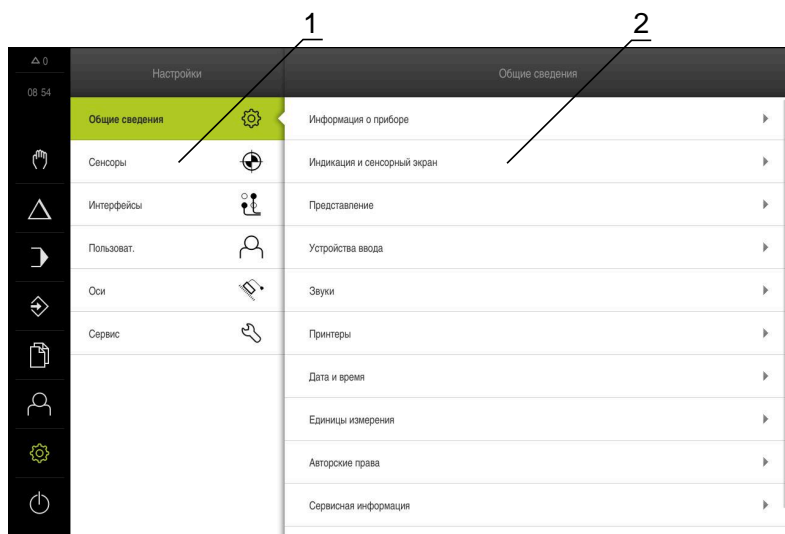 1
2
0
08 54
Настройки
Общие сведения
Общие сведения
Сенсоры
Интерфейсы
Пользоват.
Оси
Сервис
Информация о приборе
Индикация и сенсорный экран
Представление
Устройства ввода
Звуки
Принтеры
Дата и время
Единицы измерения
Авторские права
Сервисная информация